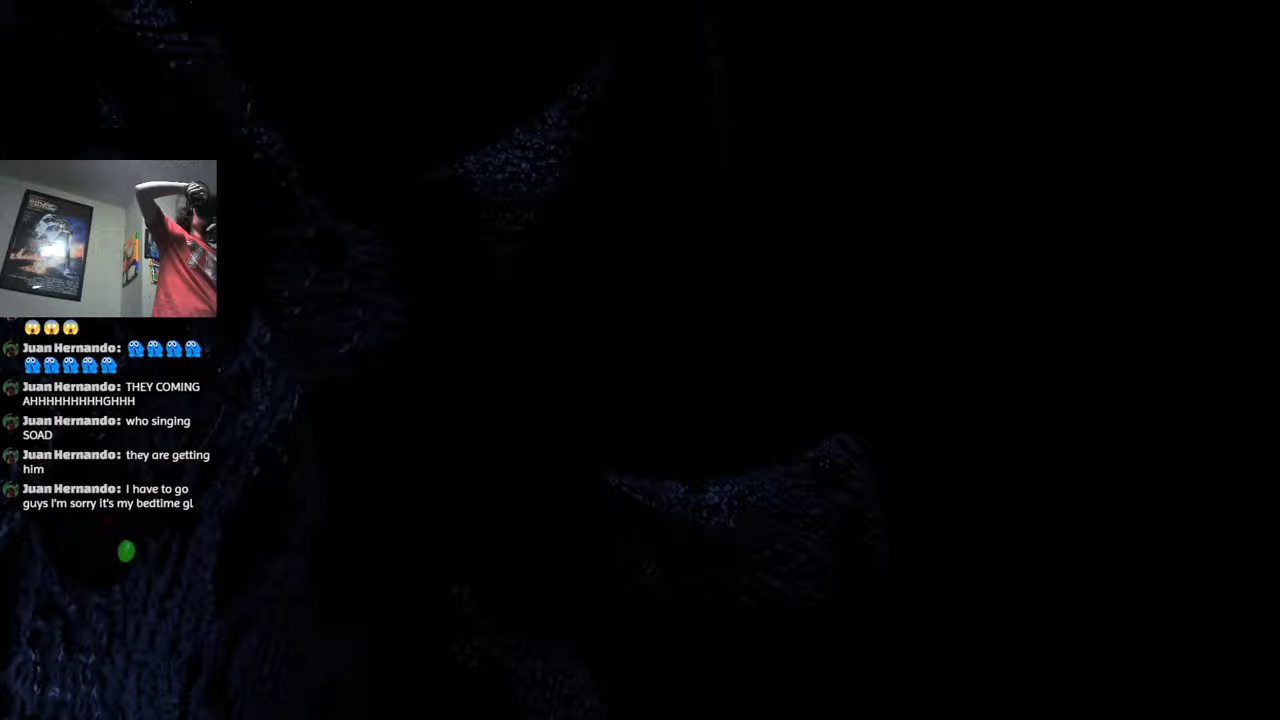 😱😱😱
Juan Hernando:
Juan Hernando: THEY COMING
AHHHHHHHHHGHHH
Juan Hernando: who singing
SOAD
Juan Hernando: they are getting
him
Juan Hernando: I have to go
guys I'm sorry it's my bedtime gl